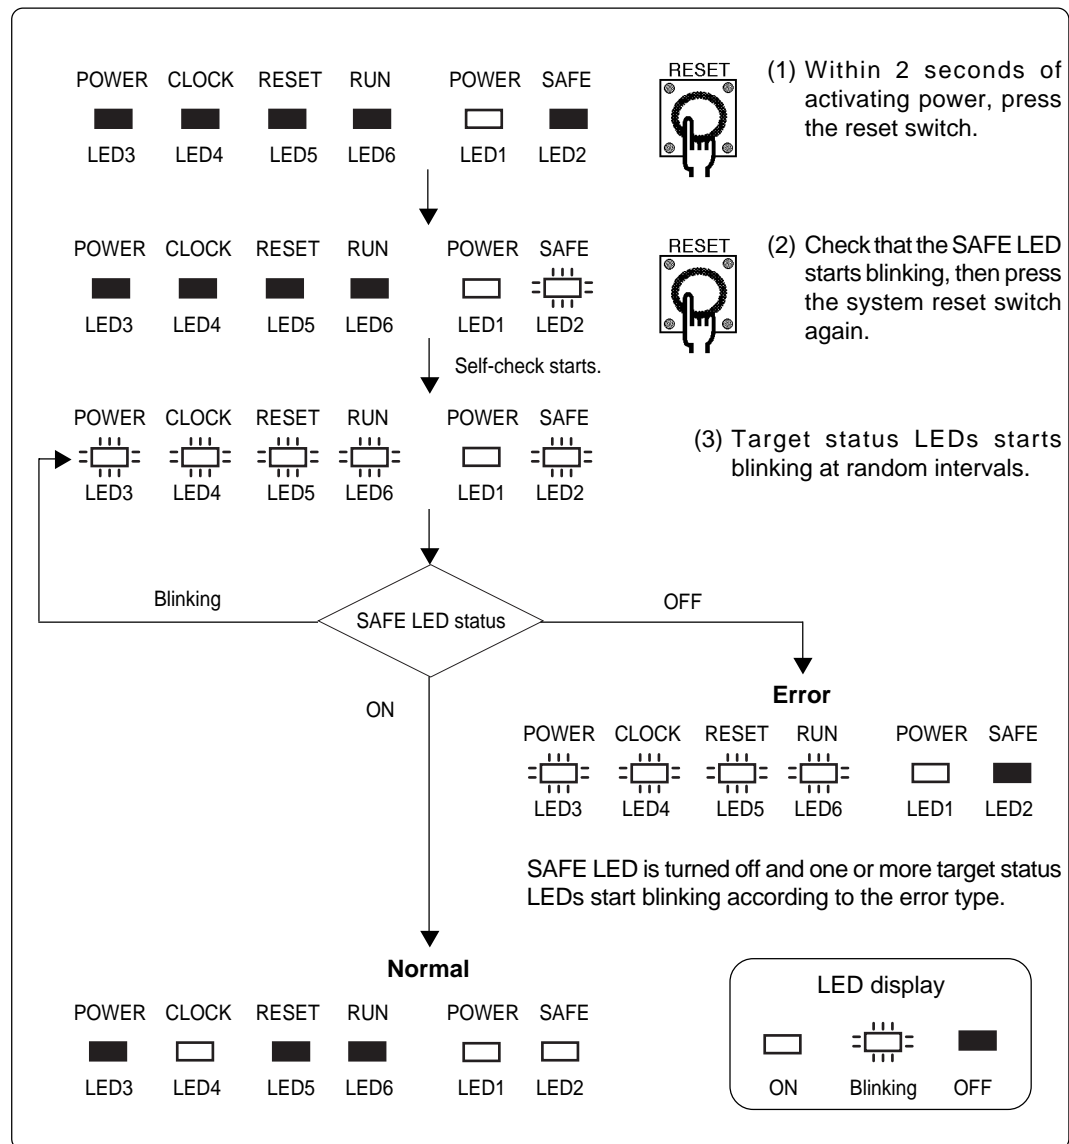 POWER CLOCK RESET RUN POWER SAFE
LED3 LED4 LED5 LED6 LED1 LED2
RESET
(1) Within 2 seconds of
activating power, press
the reset switch.
POWER CLOCK RESET RUN POWER SAFE
LED3 LED4 LED5 LED6 LED1 LED2
RESET
(2) Check that the SAFE LED
starts blinking, then press
the system reset switch
again.
Self-check starts.
POWER CLOCK RESET RUN POWER SAFE
LED3 LED4 LED5 LED6 LED1 LED2
(3) Target status LEDs starts
blinking at random intervals.
Blinking
SAFE LED status
OFF
ON
Error
POWER CLOCK RESET RUN POWER SAFE
LED3 LED4 LED5 LED6 LED1 LED2
SAFE LED is turned off and one or more target status
LEDs start blinking according to the error type.
Normal
POWER CLOCK RESET RUN POWER SAFE
LED3 LED4 LED5 LED6 LED1 LED2
LED display
ON Blinking OFF